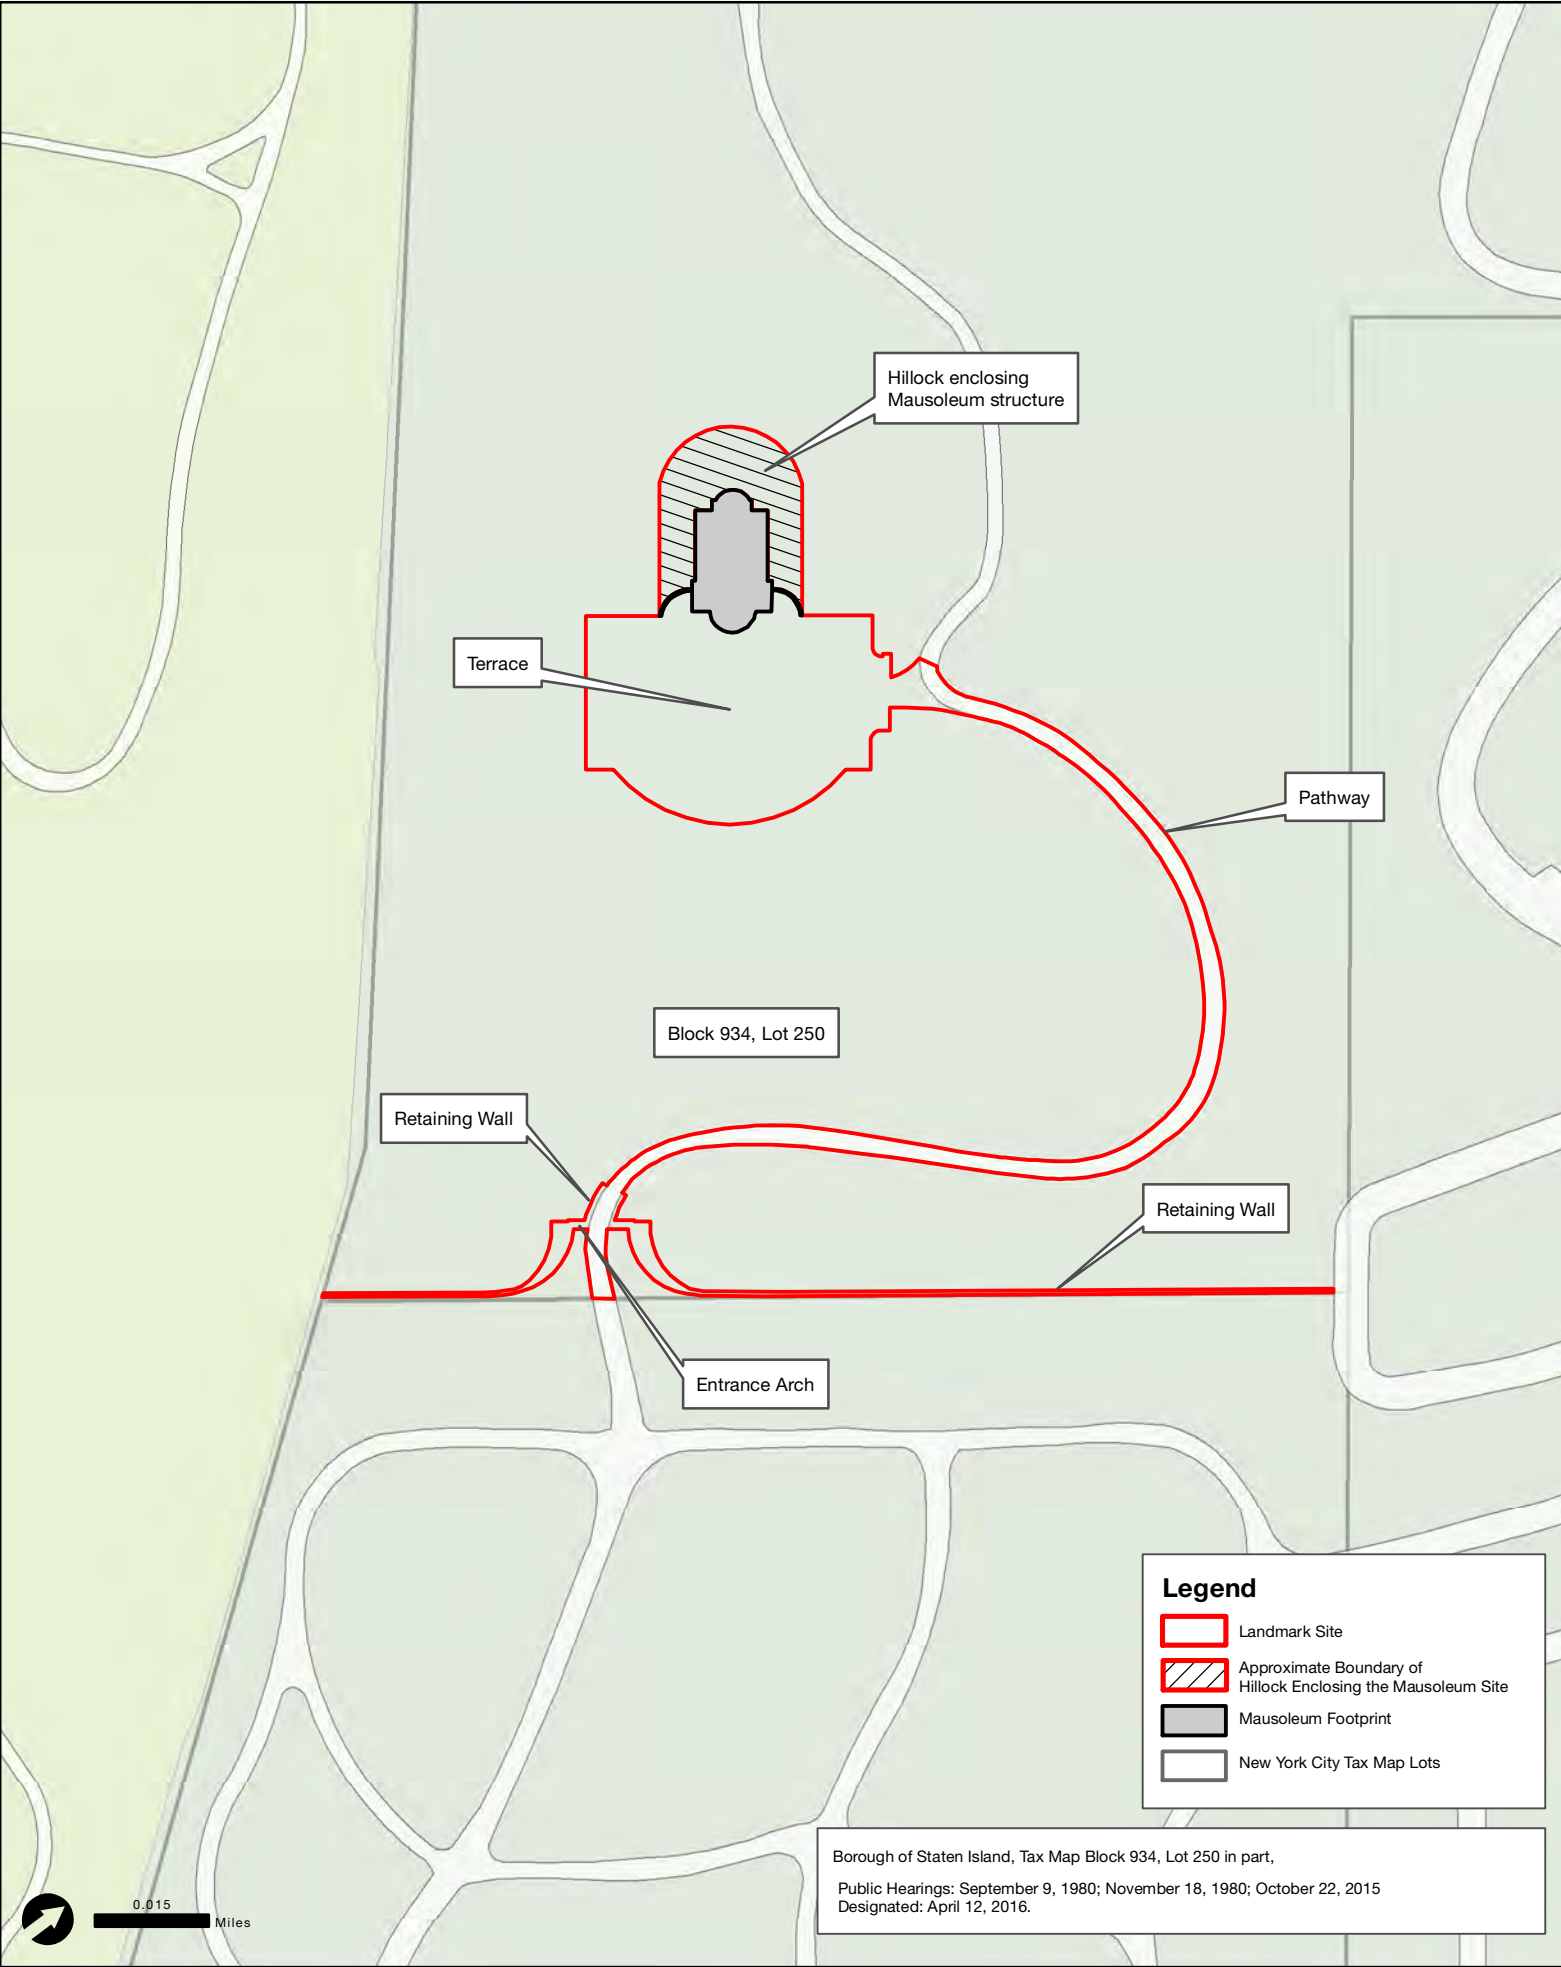 Hillock enclosing
Mausoleum structure
Terrace
Pathway
Block 934, Lot 250
Retaining Wall
Retaining Wall
Entrance Arch
Legend
Landmark Site
Approximate Boundary of
Hillock Enclosing the Mausoleum Site
Mausoleum Footprint
New York City Tax Map Lots
Borough of Staten Island, Tax Map Block 934, Lot 250 in part,
Public Hearings: September 9, 1980; November 18, 1980; October 22, 2015
Designated: April 12, 2016.
0.015
Miles